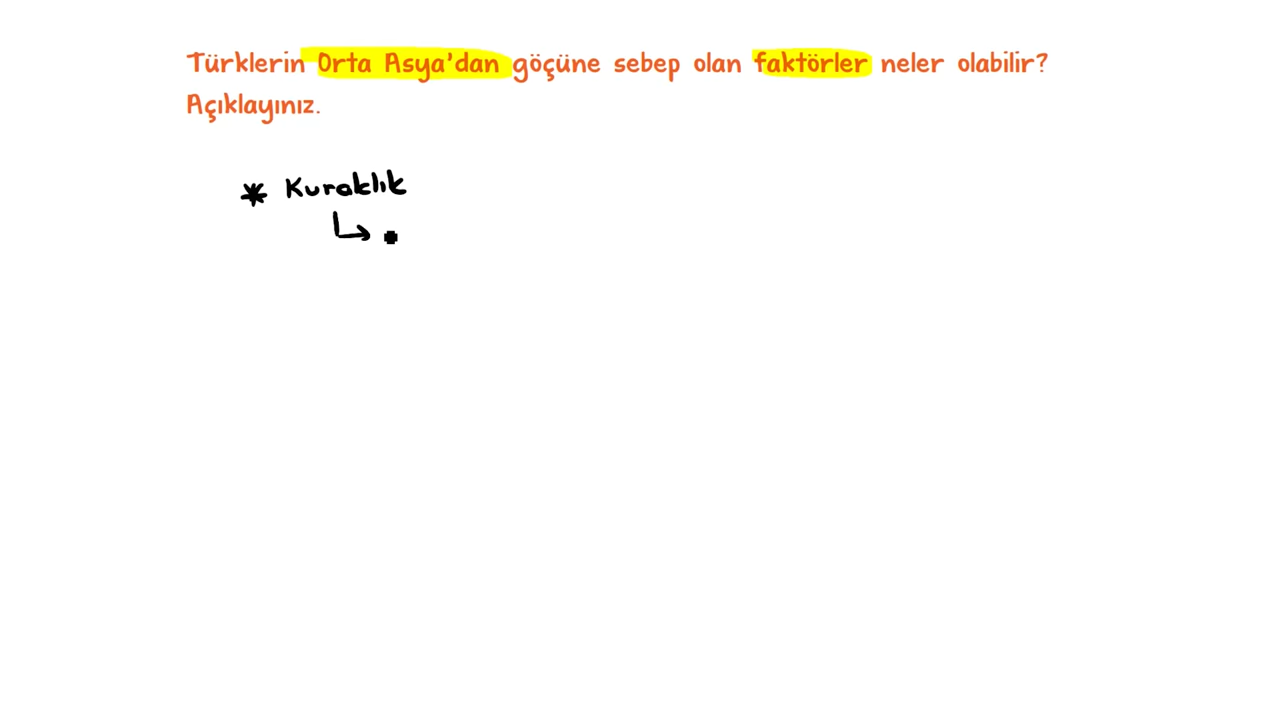 Türklerin Orta Asya'dan göçüne sebep olan faktörler neler olabilir?
Açıklayınız.
* Kuraklık
↳